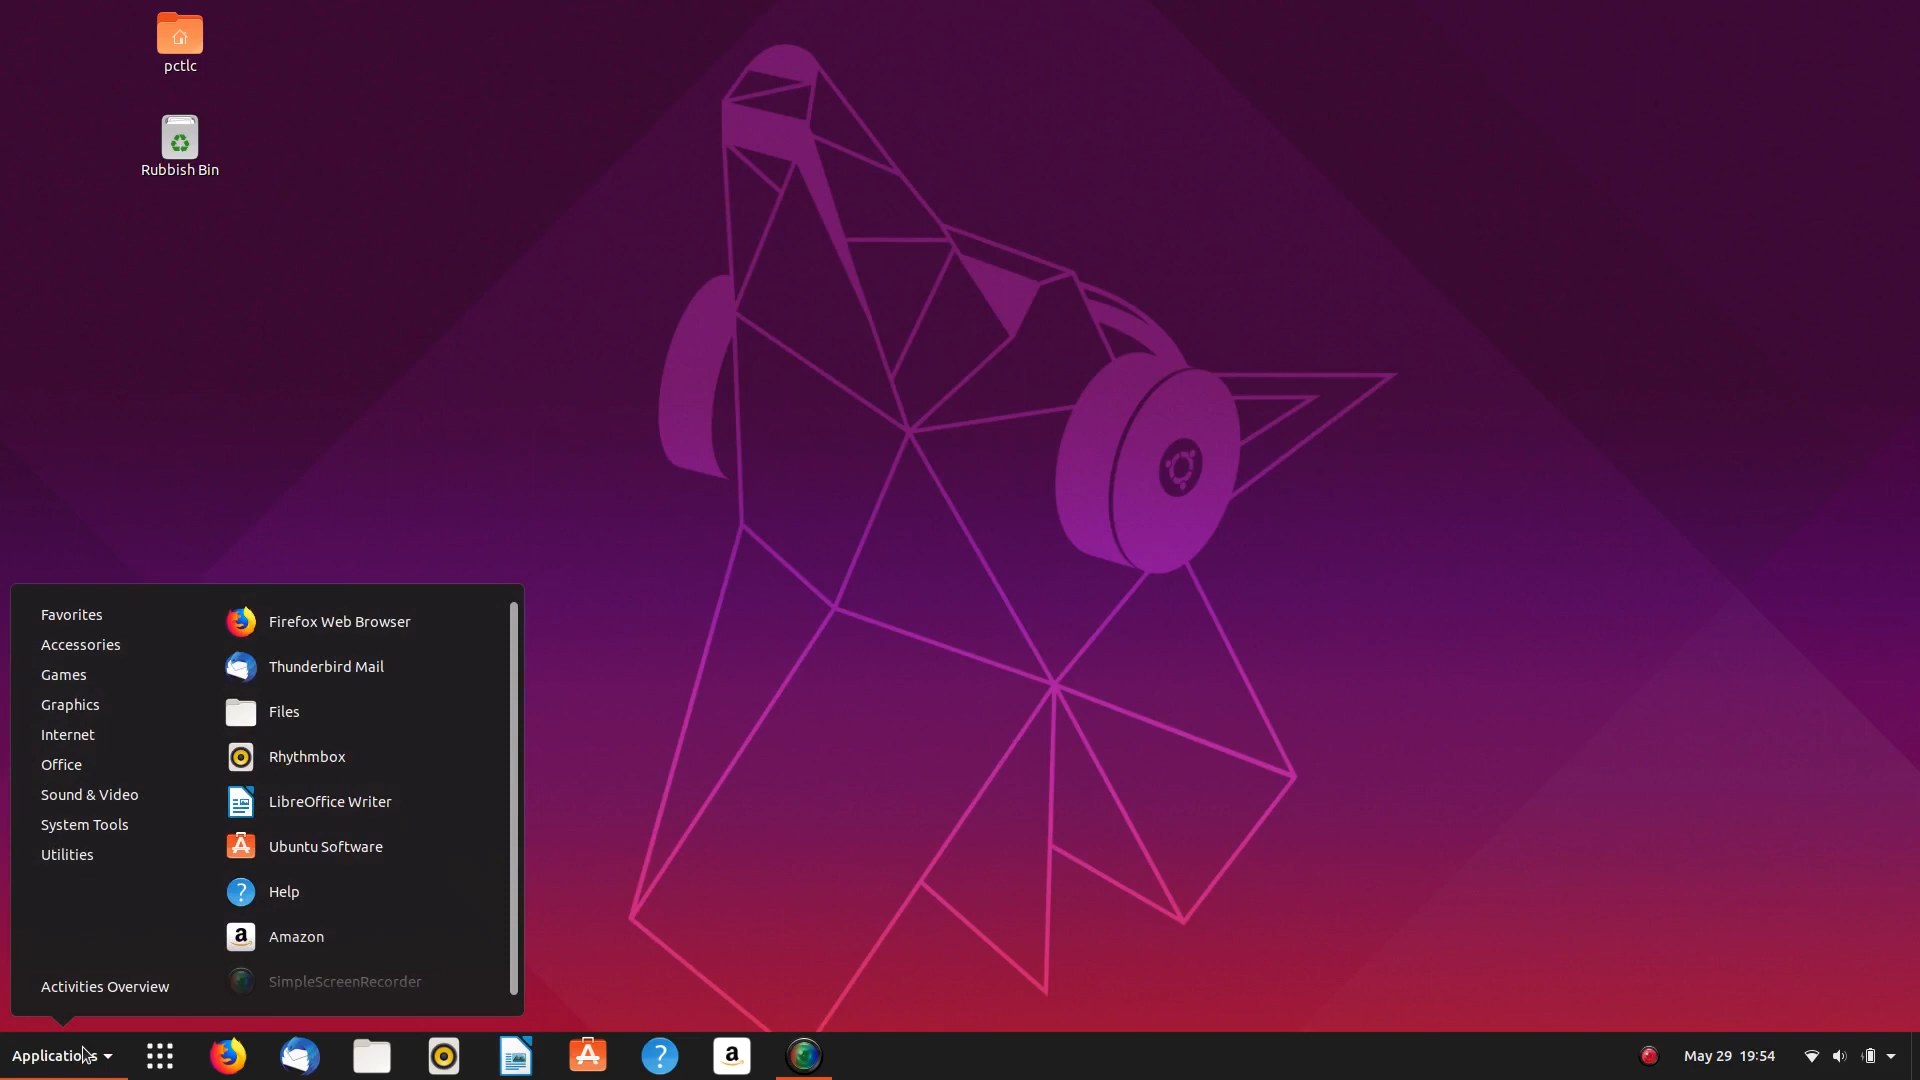 pctlc
Rubbish Bin
Favorites
Accessories
Games
Graphics
Internet
Office
Sound & Video
System Tools
Utilities
Activities Overview
Firefox Web Browser
Thunderbird Mail
Files
Rhythmbox
LibreOffice Writer
Ubuntu Software
Help
Amazon
SimpleScreenRecorder
Applications
May 29 19:54